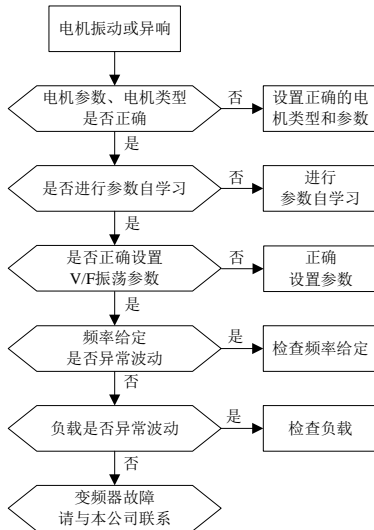 电机振动或异响
电机参数、电机类型
是否正确
否
设置正确的电
机类型和参数
是
是否进行参数自学习
否
进行
参数自学习
是
是否正确设置
V/F振荡参数
否
正确
设置参数
是
频率给定
是否异常波动
是
检查频率给定
否
负载是否异常波动
是
检查负载
否
变频器故障
请与本公司联系